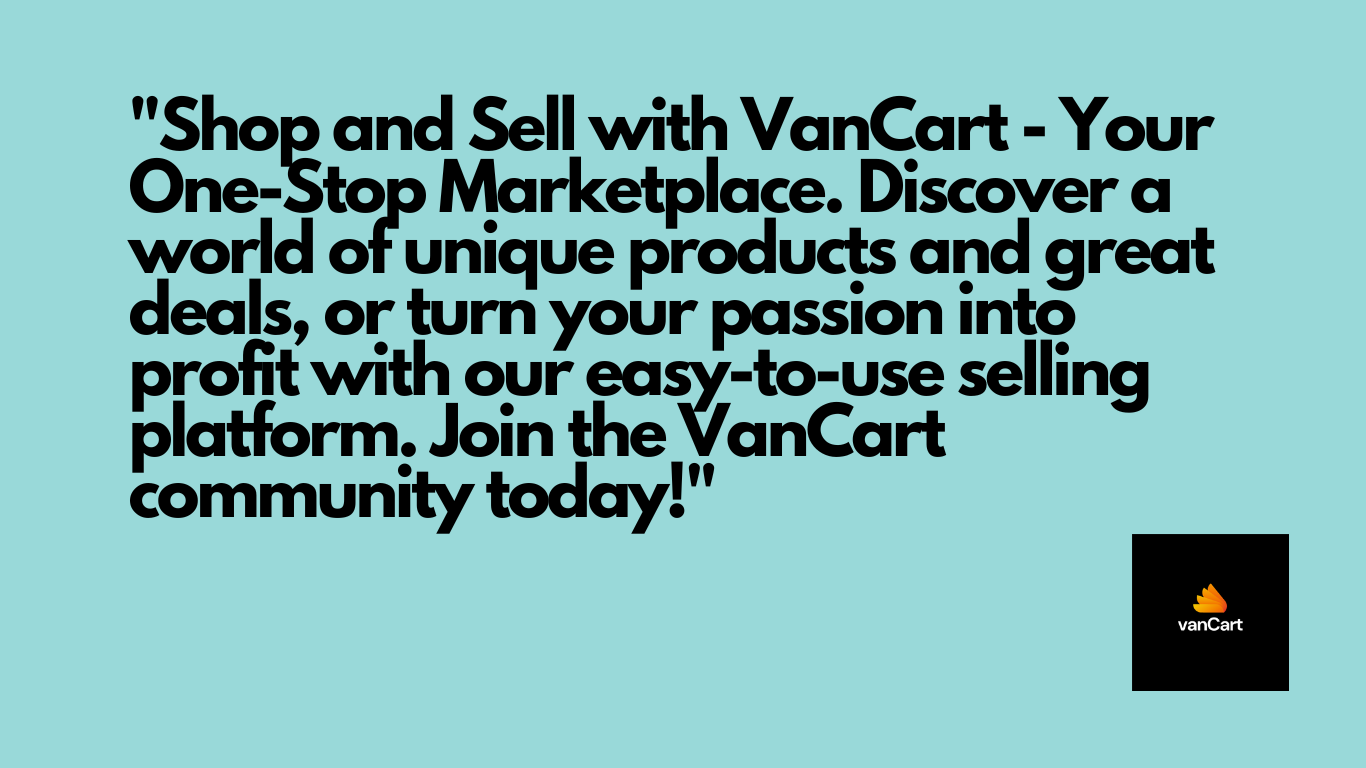 "Shop and Sell with VanCart - Your
One-Stop Marketplace. Discover a
world of unique products and great
deals, or turn your passion into
profit with our easy-to-use selling
platform. Join the VanCart
community today!"
vanCart